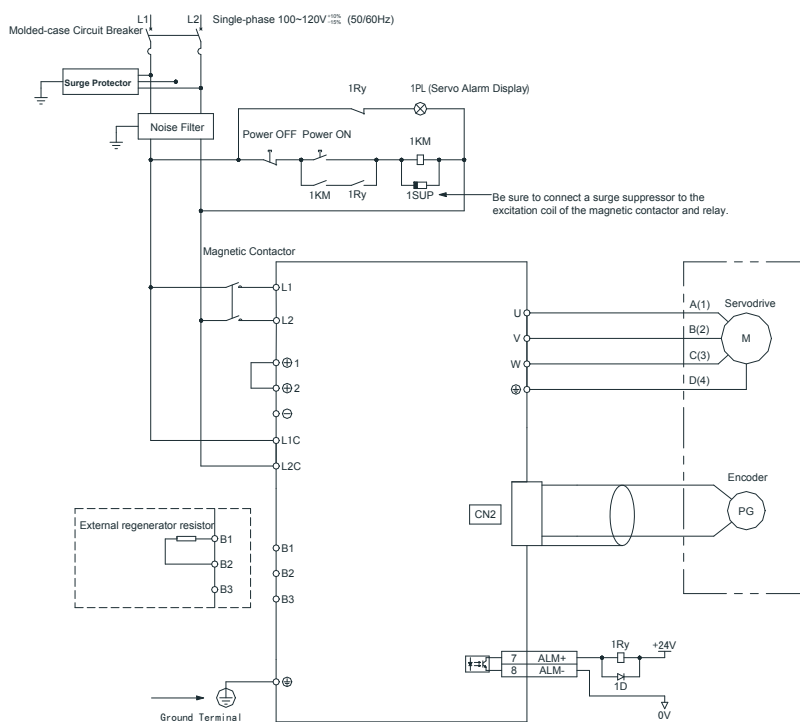 L1 L2 Single-phase 100~120V +10% -15% (50/60Hz)
Molded-case Circuit Breaker
Surge Protector
1Ry 1PL (Servo Alarm Display)
Noise Filter
Power OFF Power ON 1KM
1KM 1Ry 1SUP
Be sure to connect a surge suppressor to the
excitation coil of the magnetic contactor and relay.
Magnetic Contactor
L1
L2
1
2
L1C
L2C
U
V
W
A(1)
B(2)
C(3)
D(4)
Servodrive
M
Encoder
PG
CN2
External regenerator resistor
B1
B2
B3
B1
B2
B3
7 ALM+
8 ALM-
1Ry +24V
1D
0V
Ground Terminal